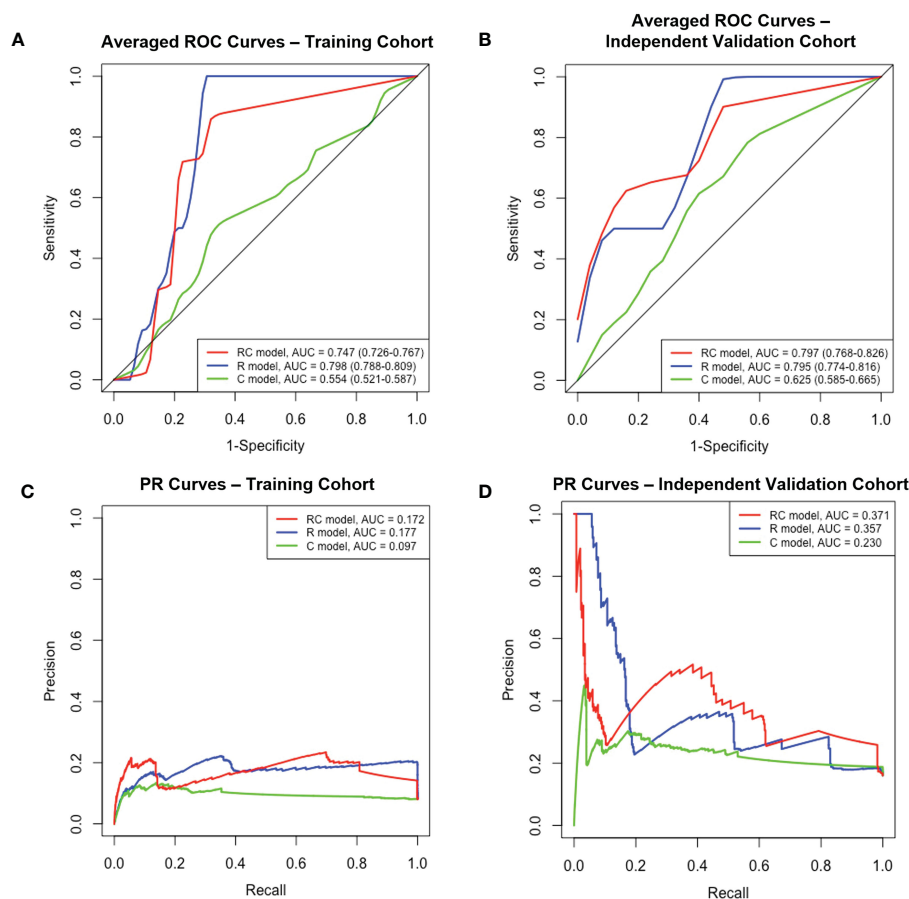 A
Averaged ROC Curves – Training Cohort
Sensitivity
1.0
0.8
0.6
0.4
0.2
0.0
RC model, AUC = 0.747 (0.726-0.767)
R model, AUC = 0.798 (0.788-0.809)
C model, AUC = 0.554 (0.521-0.587)
0.0 0.2 0.4 0.6 0.8 1.0
1-Specificity
B
Averaged ROC Curves –
Independent Validation Cohort
Sensitivity
1.0
0.8
0.6
0.4
0.2
0.0
RC model, AUC = 0.797 (0.768-0.826)
R model, AUC = 0.795 (0.774-0.816)
C model, AUC = 0.625 (0.585-0.665)
0.0 0.2 0.4 0.6 0.8 1.0
1-Specificity
C
PR Curves – Training Cohort
Precision
1.0
0.8
0.6
0.4
0.2
0.0
RC model, AUC = 0.172
R model, AUC = 0.177
C model, AUC = 0.097
0.0 0.2 0.4 0.6 0.8 1.0
Recall
D
PR Curves – Independent Validation Cohort
Precision
1.0
0.8
0.6
0.4
0.2
0.0
RC model, AUC = 0.371
R model, AUC = 0.357
C model, AUC = 0.230
0.0 0.2 0.4 0.6 0.8 1.0
Recall